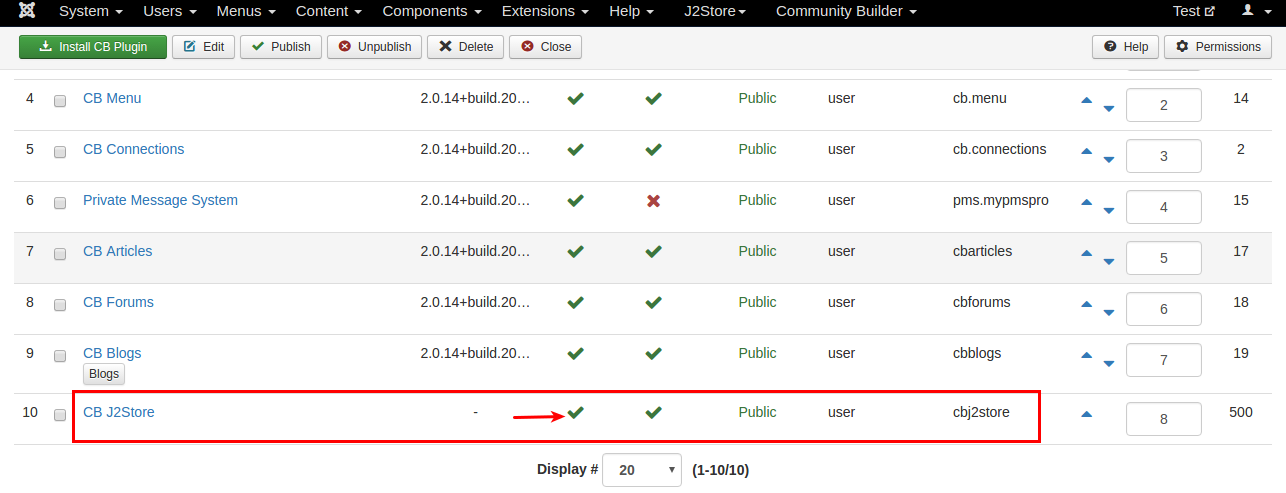 System Users Menus Content Components Extensions Help J2Store Community Builder Test
Install CB Plugin Edit Publish Unpublish Delete Close Help Permissions
4 CB Menu 2.0.14+build.20... Public user cb.menu 2 14
5 CB Connections 2.0.14+build.20... Public user cb.connections 3 2
6 Private Message System 2.0.14+build.20... Public user pms.mypmspro 4 15
7 CB Articles 2.0.14+build.20... Public user cbarticles 5 17
8 CB Forums 2.0.14+build.20... Public user cbforums 6 18
9 CB Blogs 2.0.14+build.20... Public user cbblogs 7 19
Blogs
10 CB J2Store - Public user cbj2store 8 500
Display # 20 (1-10/10)